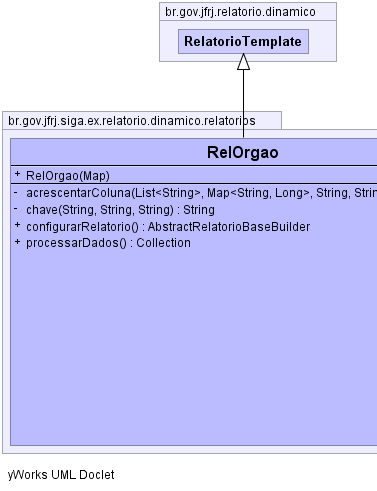 br.gov.jfrj.relatorio.dinamico
RelatorioTemplate
br.gov.jfrj.siga.ex.relatorio.dinamico.relatorios
RelOrgao
+ RelOrgao(Map)
- acrescentarColuna(List<String>, Map<String, Long>, String, Strin
- chave(String, String, String) : String
+ configurarRelatorio() : AbstractRelatorioBaseBuilder
+ processarDados() : Collection
yWorks UML Doclet